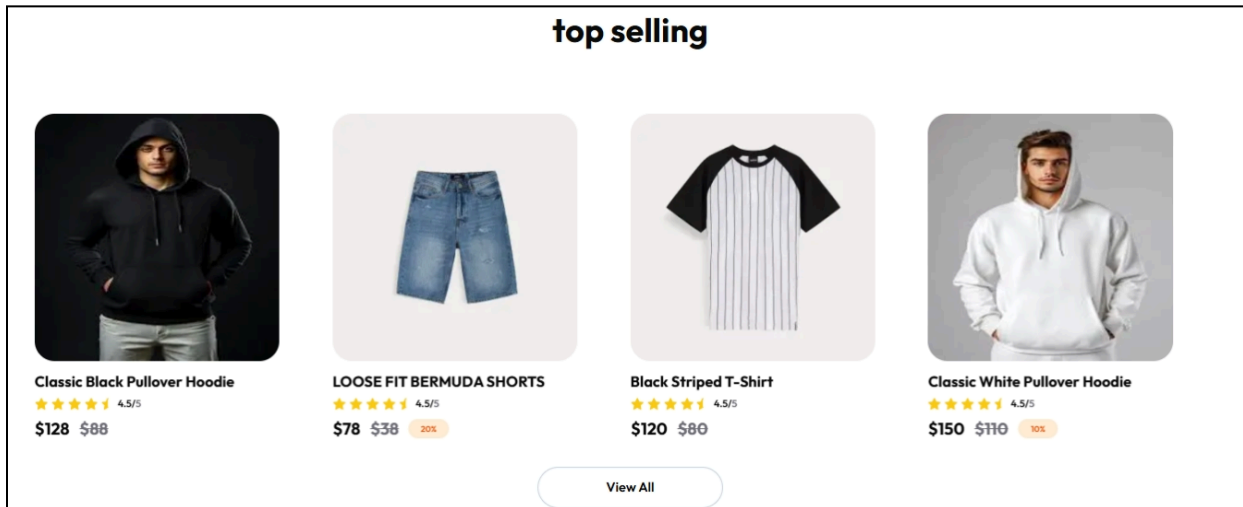 top selling
Classic Black Pullover Hoodie
4.5/5
$128 $88
LOOSE FIT BERMUDA SHORTS
4.5/5
$78 $38 20%
Black Striped T-Shirt
4.5/5
$120 $80
Classic White Pullover Hoodie
4.5/5
$150 $110 10%
View All